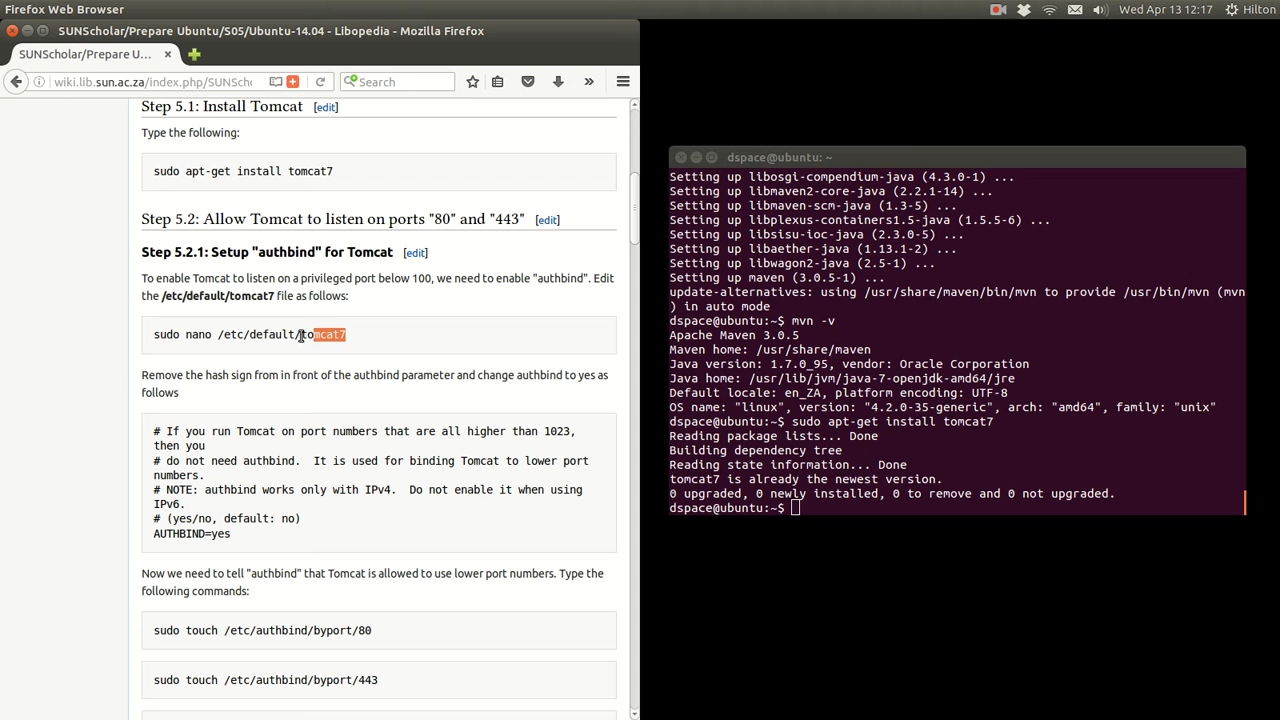 Firefox Web Browser
Wed Apr 13 12:17 Hilton
SUNScholar/Prepare Ubuntu/S05/Ubuntu-14.04 - Libopedia - Mozilla Firefox
SUNScholar/Prepare U...
wiki.lib.sun.ac.za/index.php/SUNSch
Search
Step 5.1: Install Tomcat [edit]
Type the following:
sudo apt-get install tomcat7
Step 5.2: Allow Tomcat to listen on ports "80" and "443" [edit]
Step 5.2.1: Setup "authbind" for Tomcat [edit]
To enable Tomcat to listen on a privileged port below 100, we need to enable "authbind". Edit
the /etc/default/tomcat7 file as follows:
sudo nano /etc/default/tomcat7
Remove the hash sign from in front of the authbind parameter and change authbind to yes as
follows
# If you run Tomcat on port numbers that are all higher than 1023,
then you
# do not need authbind. It is used for binding Tomcat to lower port
numbers.
# NOTE: authbind works only with IPv4. Do not enable it when using
IPv6.
# (yes/no, default: no)
AUTHBIND=yes
Now we need to tell "authbind" that Tomcat is allowed to use lower port numbers. Type the
following commands:
sudo touch /etc/authbind/byport/80
sudo touch /etc/authbind/byport/443
dspace@ubuntu: ~
Setting up libosgi-compendium-java (4.3.0-1) ...
Setting up libmaven2-core-java (2.2.1-14) ...
Setting up libmaven-scm-java (1.3-5) ...
Setting up libplexus-containers1.5-java (1.5.5-6) ...
Setting up libsisu-ioc-java (2.3.0-5) ...
Setting up libaether-java (1.13.1-2) ...
Setting up libwagon2-java (2.5-1) ...
Setting up maven (3.0.5-1) ...
update-alternatives: using /usr/share/maven/bin/mvn to provide /usr/bin/mvn (mvn
) in auto mode
dspace@ubuntu:~$ mvn -v
Apache Maven 3.0.5
Maven home: /usr/share/maven
Java version: 1.7.0_95, vendor: Oracle Corporation
Java home: /usr/lib/jvm/java-7-openjdk-amd64/jre
Default locale: en_ZA, platform encoding: UTF-8
OS name: "linux", version: "4.2.0-35-generic", arch: "amd64", family: "unix"
dspace@ubuntu:~$ sudo apt-get install tomcat7
Reading package lists... Done
Building dependency tree
Reading state information... Done
tomcat7 is already the newest version.
0 upgraded, 0 newly installed, 0 to remove and 0 not upgraded.
dspace@ubuntu:~$